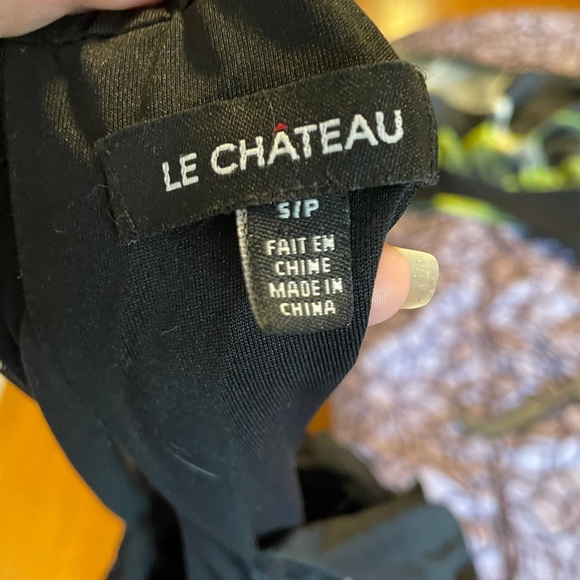 LE CHÂTEAU
S/P
FAIT EN
CHINE
MADE IN
CHINA